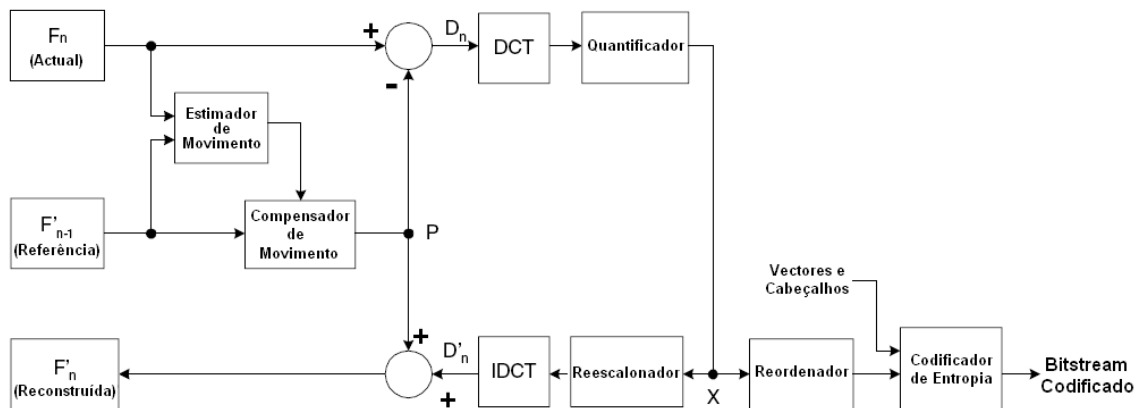 Fn
(Actual)
+
-
Dn
DCT
Quantificador
Estimador
de
Movimento
F'n-1
(Referência)
Compensador
de
Movimento
P
Vectores e
Cabeçalhos
F'n
(Reconstruída)
+
+
D'n
IDCT
Reescalonador
X
Reordenador
Codificador
de Entropia
Bitstream
Codificado